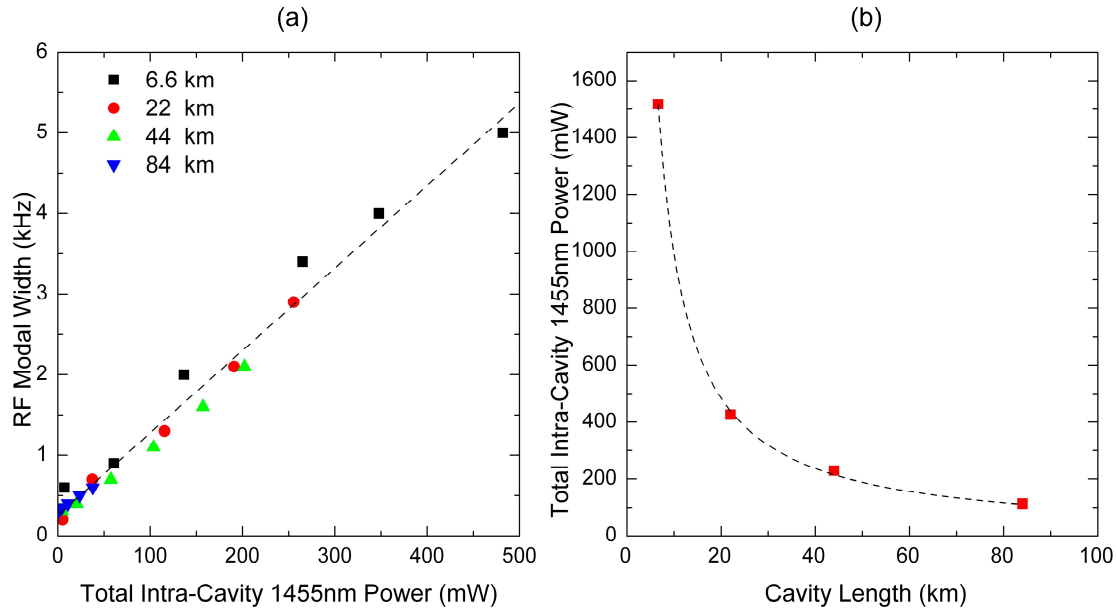 (a)
RF Modal Width (kHz)
6
5
4
3
2
1
0
6.6 km
22 km
44 km
84 km
0 100 200 300 400 500
Total Intra-Cavity 1455nm Power (mW)
(b)
Total Intra-Cavity 1455nm Power (mW)
1600
1400
1200
1000
800
600
400
200
0
0 20 40 60 80 100
Cavity Length (km)